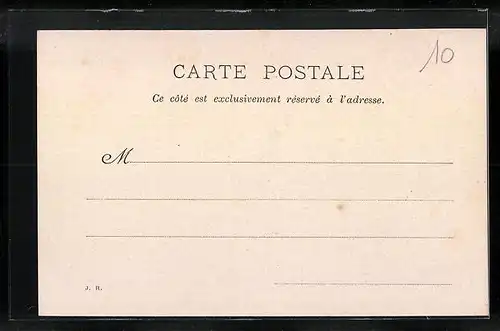 10
CARTE POSTALE
Ce côté est exclusivement réservé à l'adresse.
M
J. R.